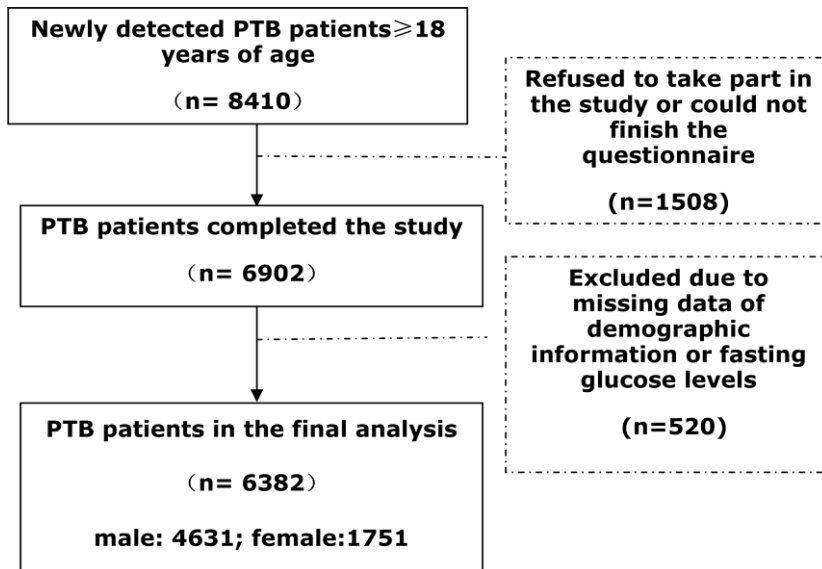 Newly detected PTB patients≥18
years of age
（n= 8410）
Refused to take part in
the study or could not
finish the
questionnaire
(n=1508)
PTB patients completed the study
（n= 6902）
Excluded due to
missing data of
demographic
information or fasting
glucose levels
(n=520)
PTB patients in the final analysis
（n= 6382）
male: 4631; female:1751